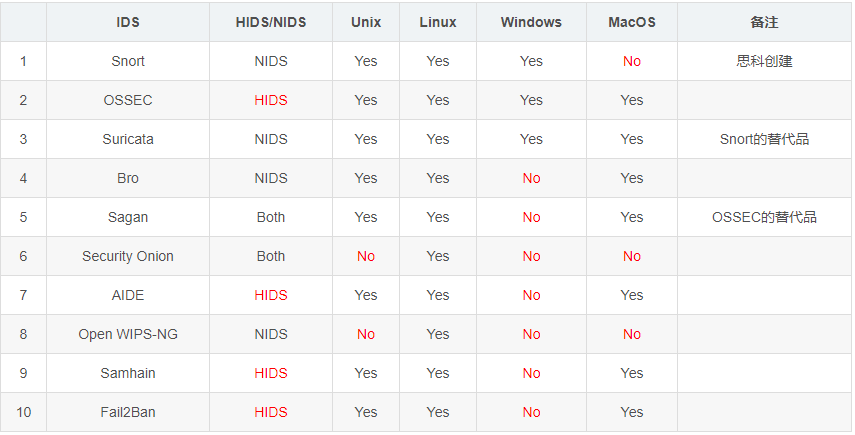 IDS HIDS/NIDS Unix Linux Windows MacOS 备注
1 Snort NIDS Yes Yes Yes No 思科创建
2 OSSEC HIDS Yes Yes Yes Yes
3 Suricata NIDS Yes Yes Yes Yes Snort的替代品
4 Bro NIDS Yes Yes No Yes
5 Sagan Both Yes Yes No Yes OSSEC的替代品
6 Security Onion Both No Yes No No
7 AIDE HIDS Yes Yes No Yes
8 Open WIPS-NG NIDS No Yes No No
9 Samhain HIDS Yes Yes No Yes
10 Fail2Ban HIDS Yes Yes No Yes